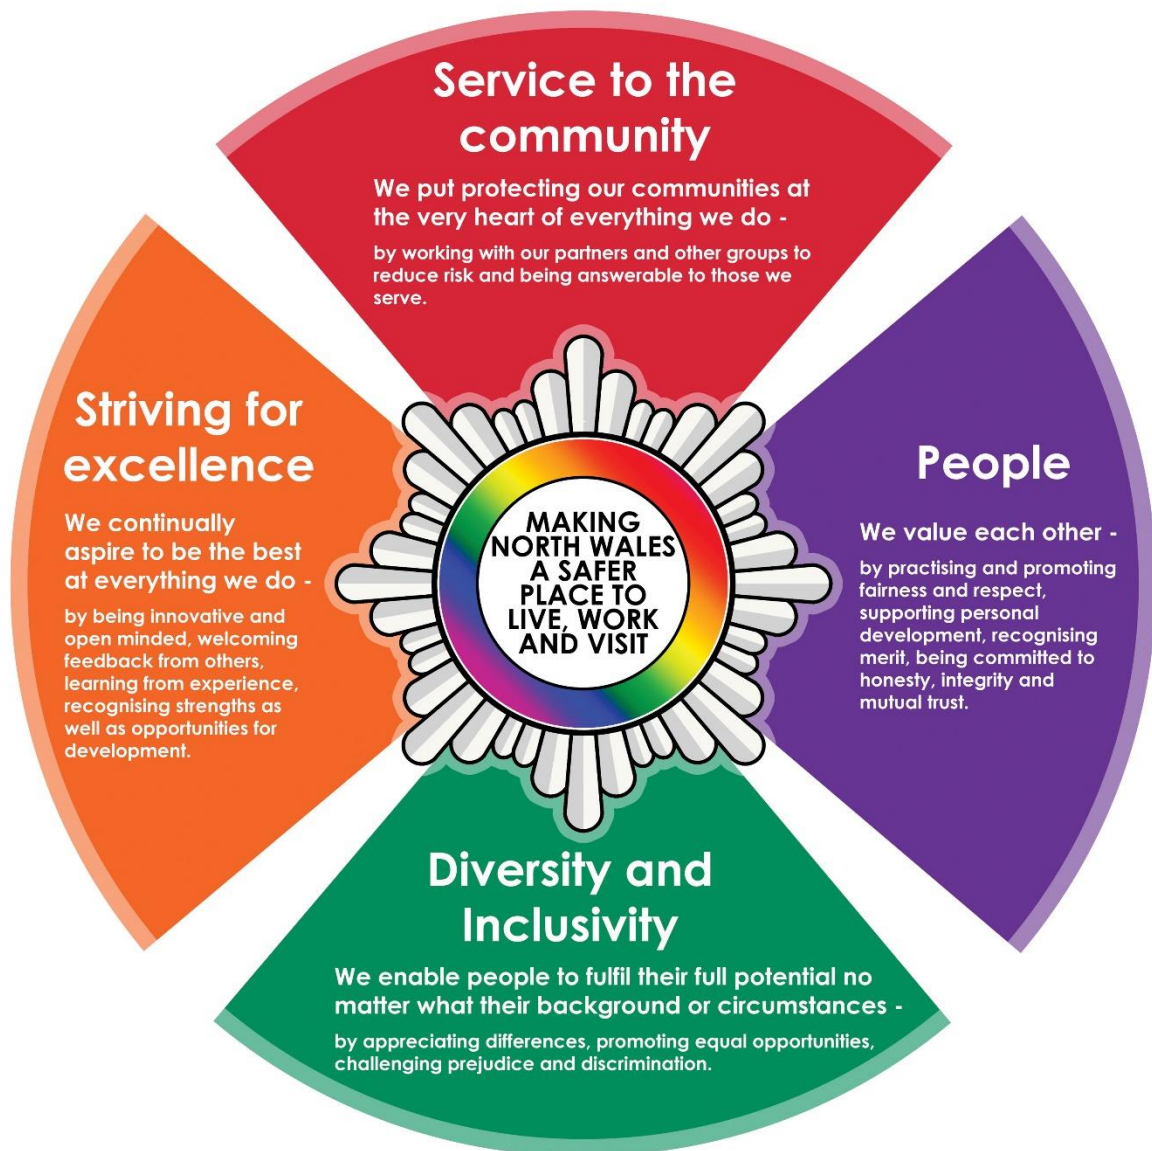 Service to the
community
We put protecting our communities at
the very heart of everything we do -
by working with our partners and other groups to
reduce risk and being answerable to those we
serve.
Striving for
excellence
We continually
aspire to be the best
at everything we do -
by being innovative and
open minded, welcoming
feedback from others,
learning from experience,
recognising strengths as
well as opportunities for
development.
MAKING
NORTH WALES
A SAFER
PLACE TO
LIVE, WORK
AND VISIT
People
We value each other -
by practising and promoting
fairness and respect,
supporting personal
development, recognising
merit, being committed to
honesty, integrity and
mutual trust.
Diversity and
Inclusivity
We enable people to fulfil their full potential no
matter what their background or circumstances -
by appreciating differences, promoting equal opportunities,
challenging prejudice and discrimination.